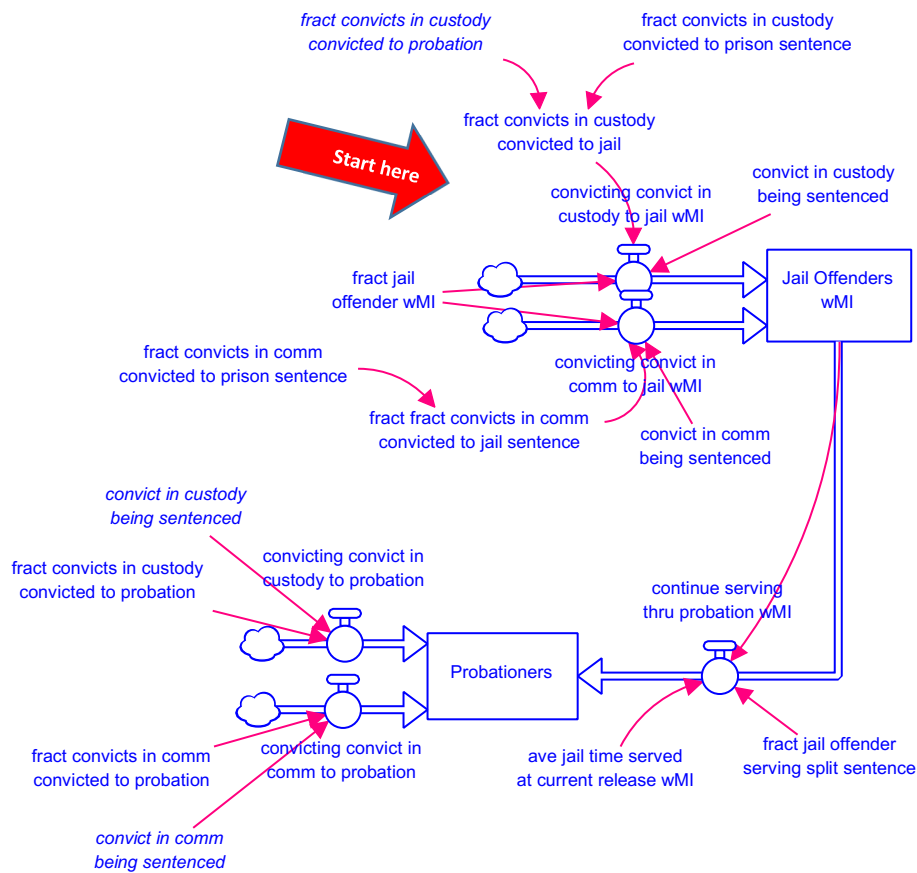 fract convicts in custody
convicted to probation
fract convicts in custody
convicted to prison sentence
fract convicts in custody
convicted to jail
Start here
convicting convict in
custody to jail wMI
convict in custody
being sentenced
fract jail
offender wMI
Jail Offenders
wMI
fract convicts in comm
convicted to prison sentence
convicting convict in
comm to jail wMI
fract fract convicts in comm
convicted to jail sentence
convict in comm
being sentenced
convict in custody
being sentenced
convicting convict in
custody to probation
fract convicts in custody
convicted to probation
continue serving
thru probation wMI
Probationers
fract convicts in comm
convicted to probation
convicting convict in
comm to probation
ave jail time served
at current release wMI
fract jail offender
serving split sentence
convict in comm
being sentenced